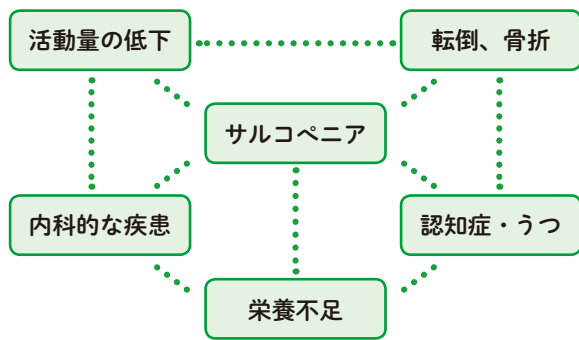 活動量の低下
転倒、骨折
サルコペニア
内科的な疾患
認知症・うつ
栄養不足